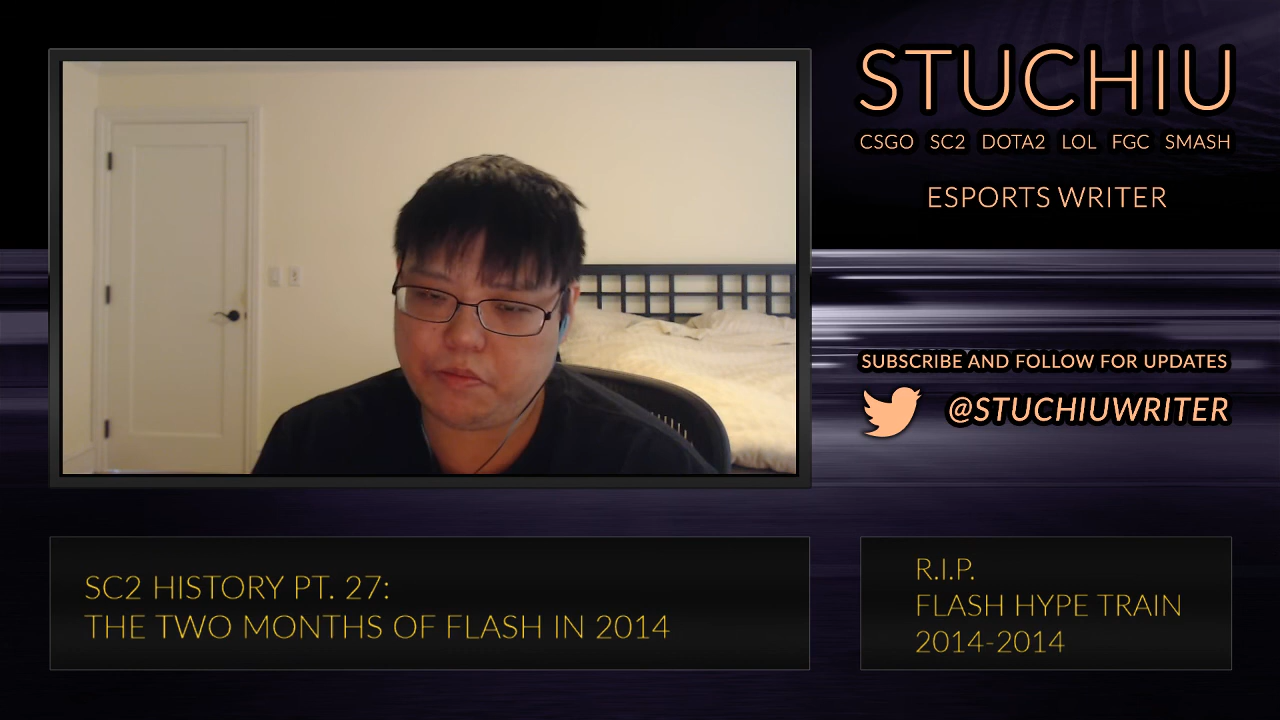 STUCHIU
CSGO SC2 DOTA2 LOL FGC SMASH
ESPORTS WRITER
SUBSCRIBE AND FOLLOW FOR UPDATES
@STUCHIUWRITER
SC2 HISTORY PT. 27:
THE TWO MONTHS OF FLASH IN 2014
R.I.P.
FLASH HYPE TRAIN
2014-2014